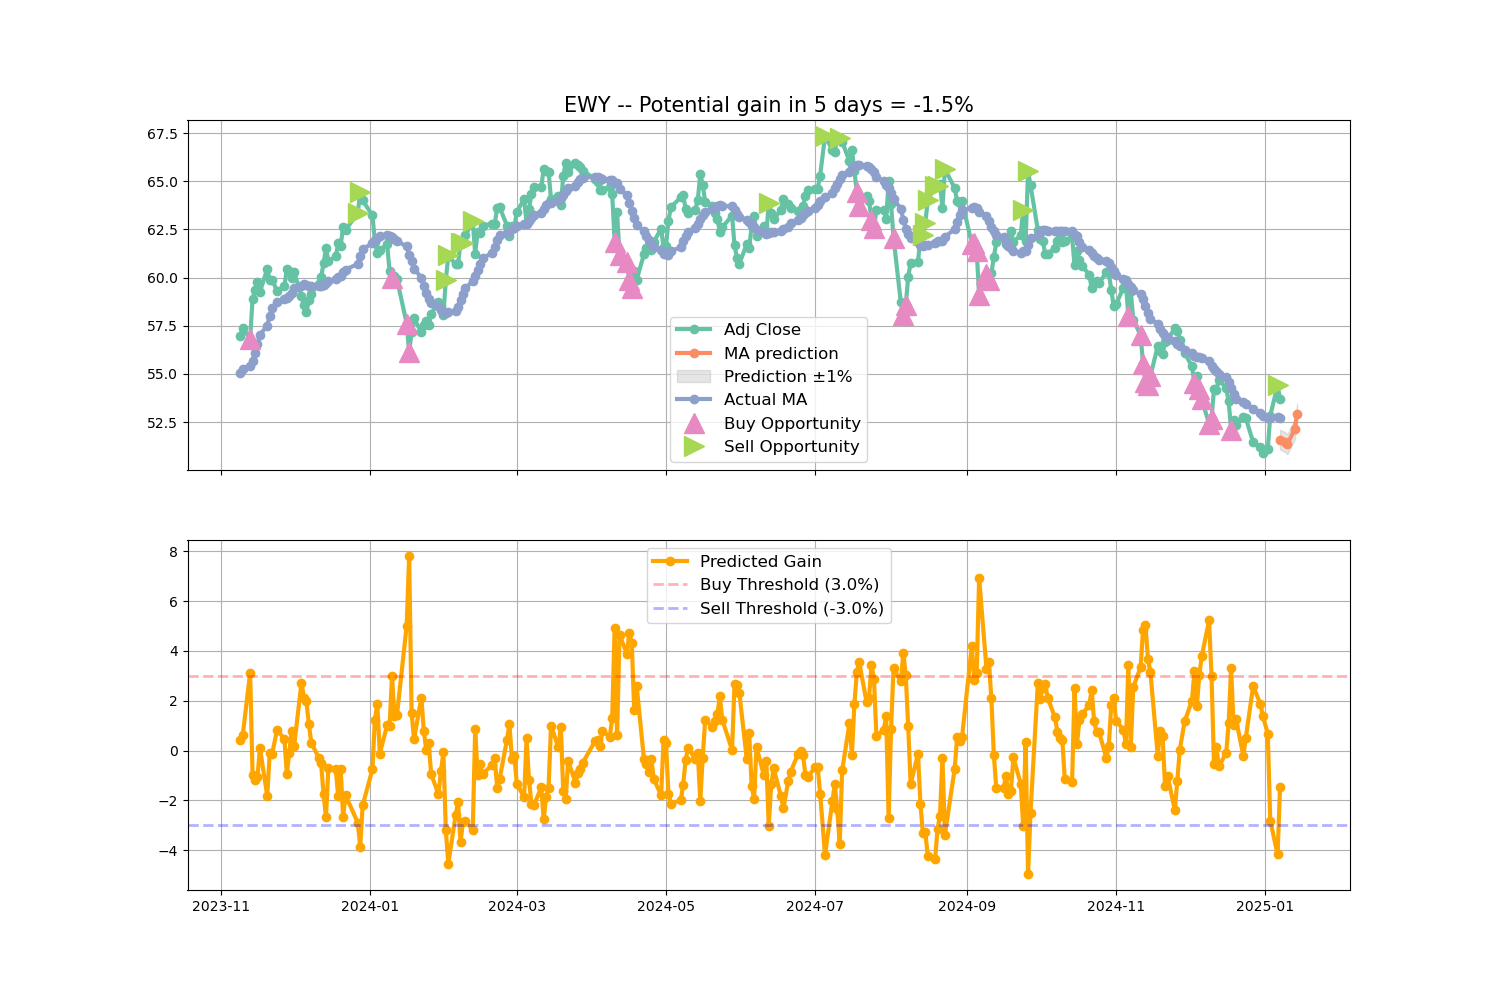 EWY -- Potential gain in 5 days = -1.5%
67.5
65.0
62.5
60.0
57.5
55.0
52.5
Adj Close
MA prediction
Prediction ±1%
Actual MA
Buy Opportunity
Sell Opportunity
8
6
4
2
0
−2
−4
Predicted Gain
Buy Threshold (3.0%)
Sell Threshold (-3.0%)
2023-11
2024-01
2024-03
2024-05
2024-07
2024-09
2024-11
2025-01